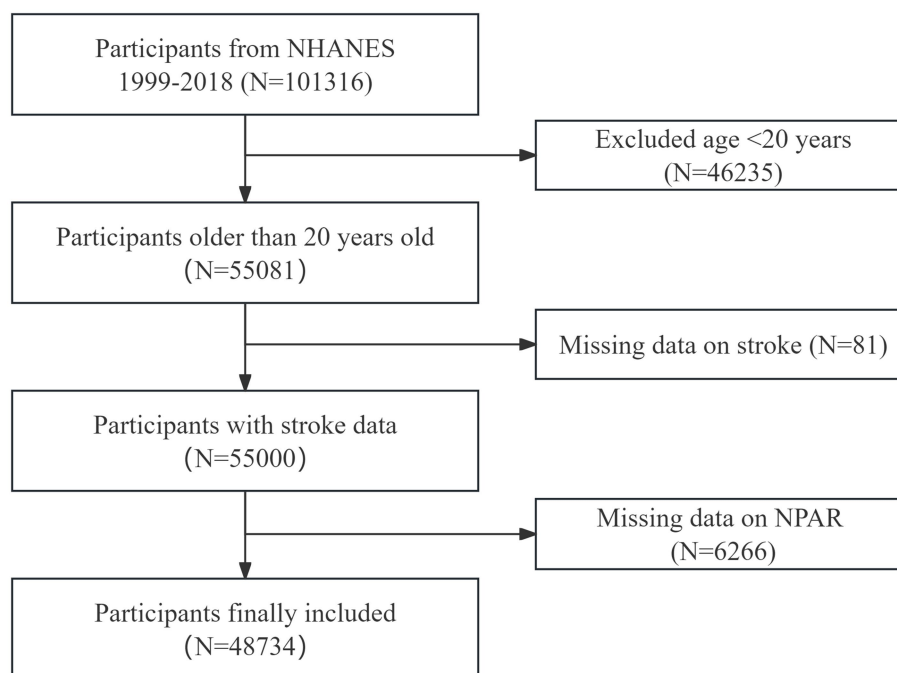 Participants from NHANES
1999-2018 (N=101316)
Excluded age <20 years
(N=46235)
Participants older than 20 years old
(N=55081)
Missing data on stroke (N=81)
Participants with stroke data
(N=55000)
Missing data on NPAR
(N=6266)
Participants finally included
(N=48734)